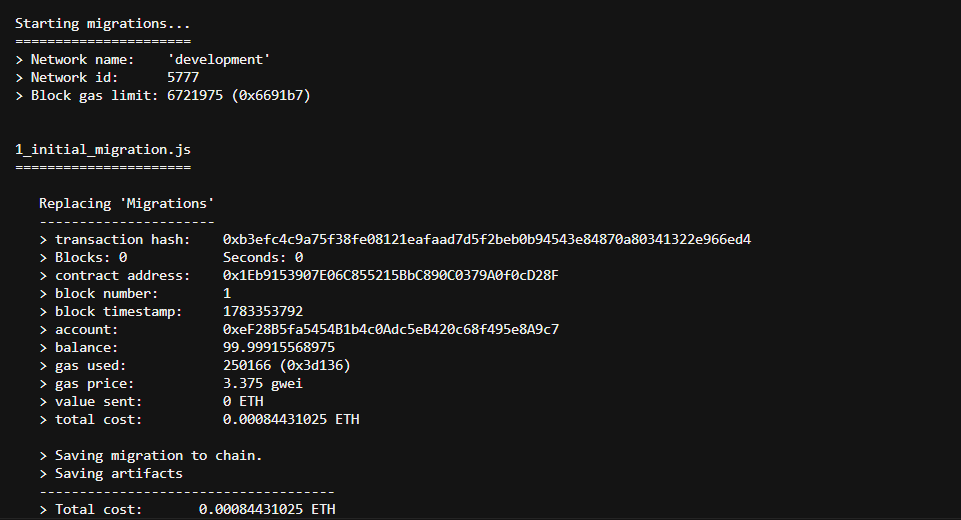 Starting migrations...
======================
> Network name:    'development'
> Network id:      5777
> Block gas limit: 6721975 (0x6691b7)
1_initial_migration.js
======================
Replacing 'Migrations'
----------------------
> transaction hash:    0xb3efc4c9a75f38fe08121eafaad7d5f2beb0b94543e84870a80341322e966ed4
> Blocks: 0            Seconds: 0
> contract address:    0x1Eb9153907E06C855215BbC890C0379A0f0cD28F
> block number:        1
> block timestamp:     1783353792
> account:             0xeF28B5fa5454B1b4c0Adc5eB420c68f495e8A9c7
> balance:             99.99915568975
> gas used:            250166 (0x3d136)
> gas price:           3.375 gwei
> value sent:          0 ETH
> total cost:          0.00084431025 ETH
> Saving migration to chain.
> Saving artifacts
-------------------------------------
> Total cost:       0.00084431025 ETH